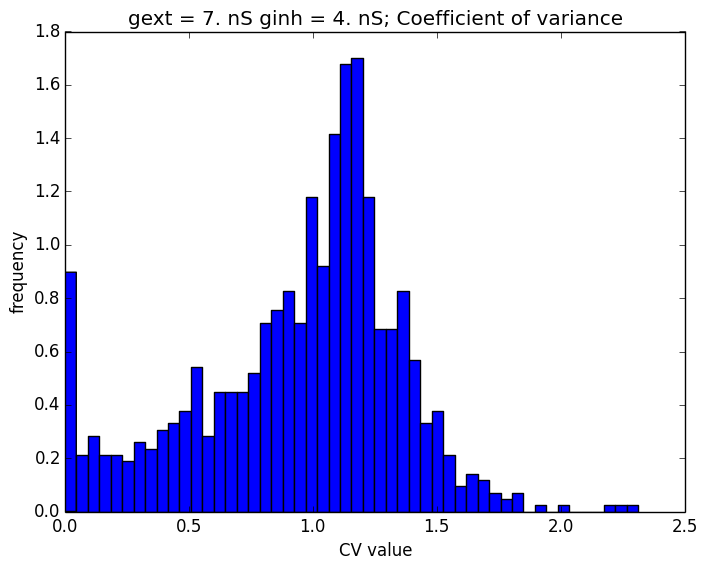 gext = 7. nS ginh = 4. nS; Coefficient of variance
1.8
1.6
1.4
1.2
1.0
0.8
0.6
0.4
0.2
0.0
frequency
0.0 0.5 1.0 1.5 2.0 2.5
CV value